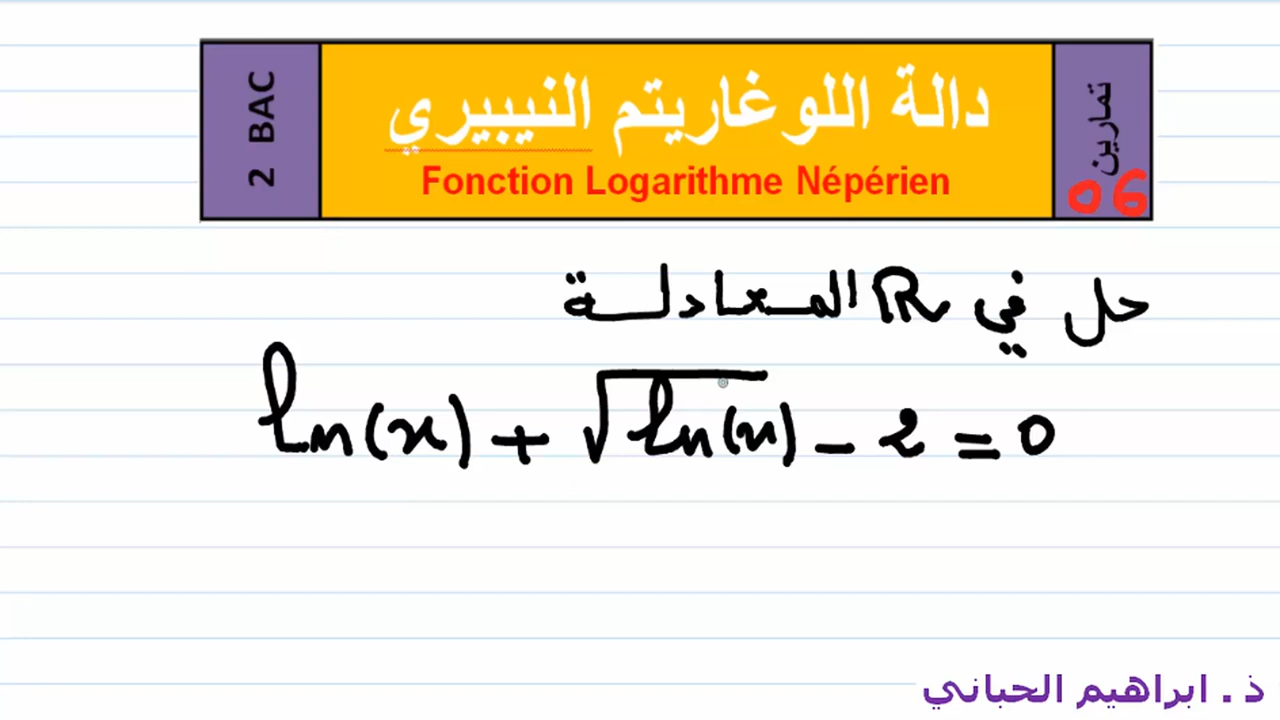 2 BAC
دالة اللوغاريتم النيبيري
Fonction Logarithme Népérien
تمارين
06
حل في ℝ المعادلة
ln(x) + √ln(x) - 2 = 0
ذ . ابراهيم الحباني